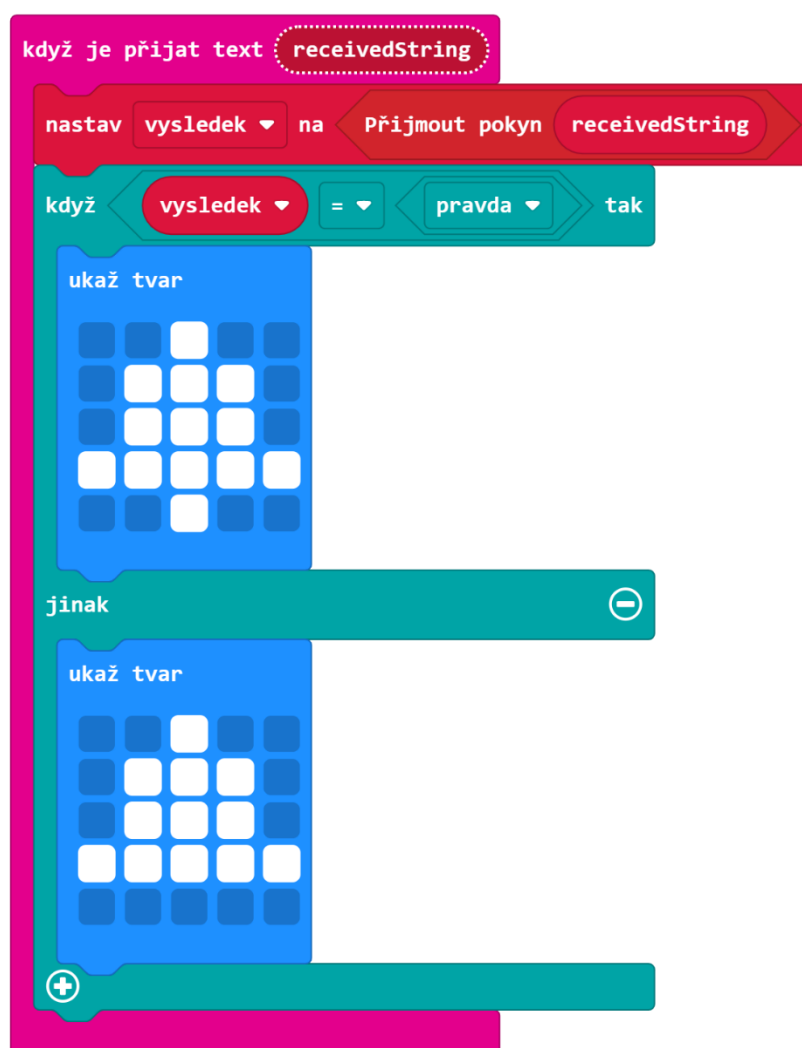 když je přijat text receivedString
nastav vysledek na Přijmout pokyn receivedString
když vysledek = pravda tak
ukaž tvar
jinak
ukaž tvar